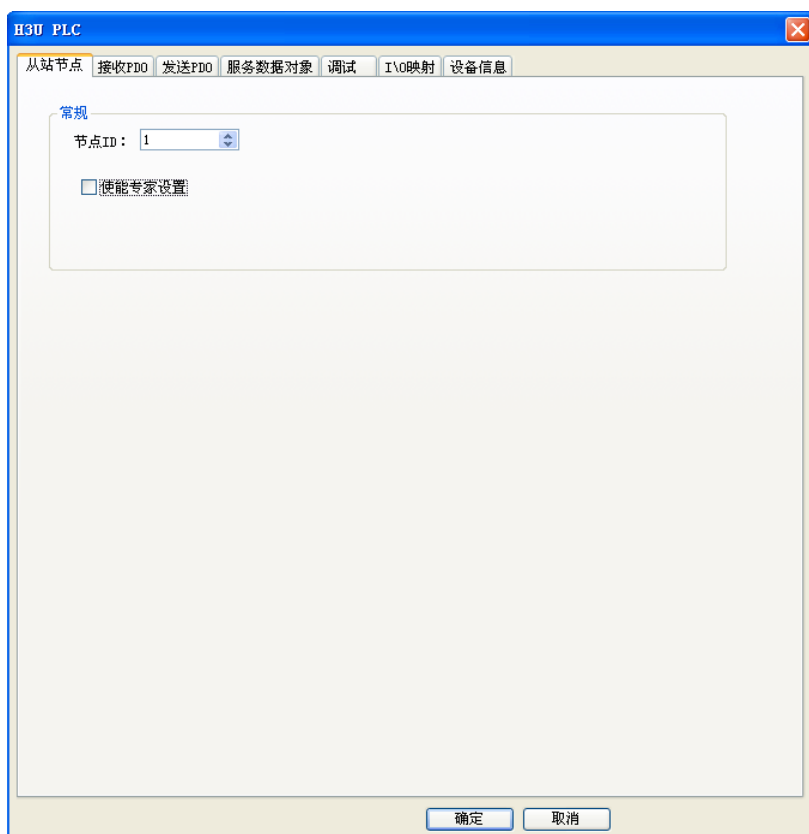 H3U PLC
从站节点 接收PDO 发送PDO 服务数据对象 调试 I\O映射 设备信息
常规
节点ID： 1
使能专家设置
确定 取消